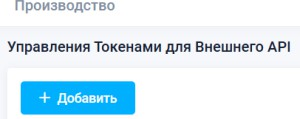 Производство
Управления Токенами для Внешнего API
+ Добавить